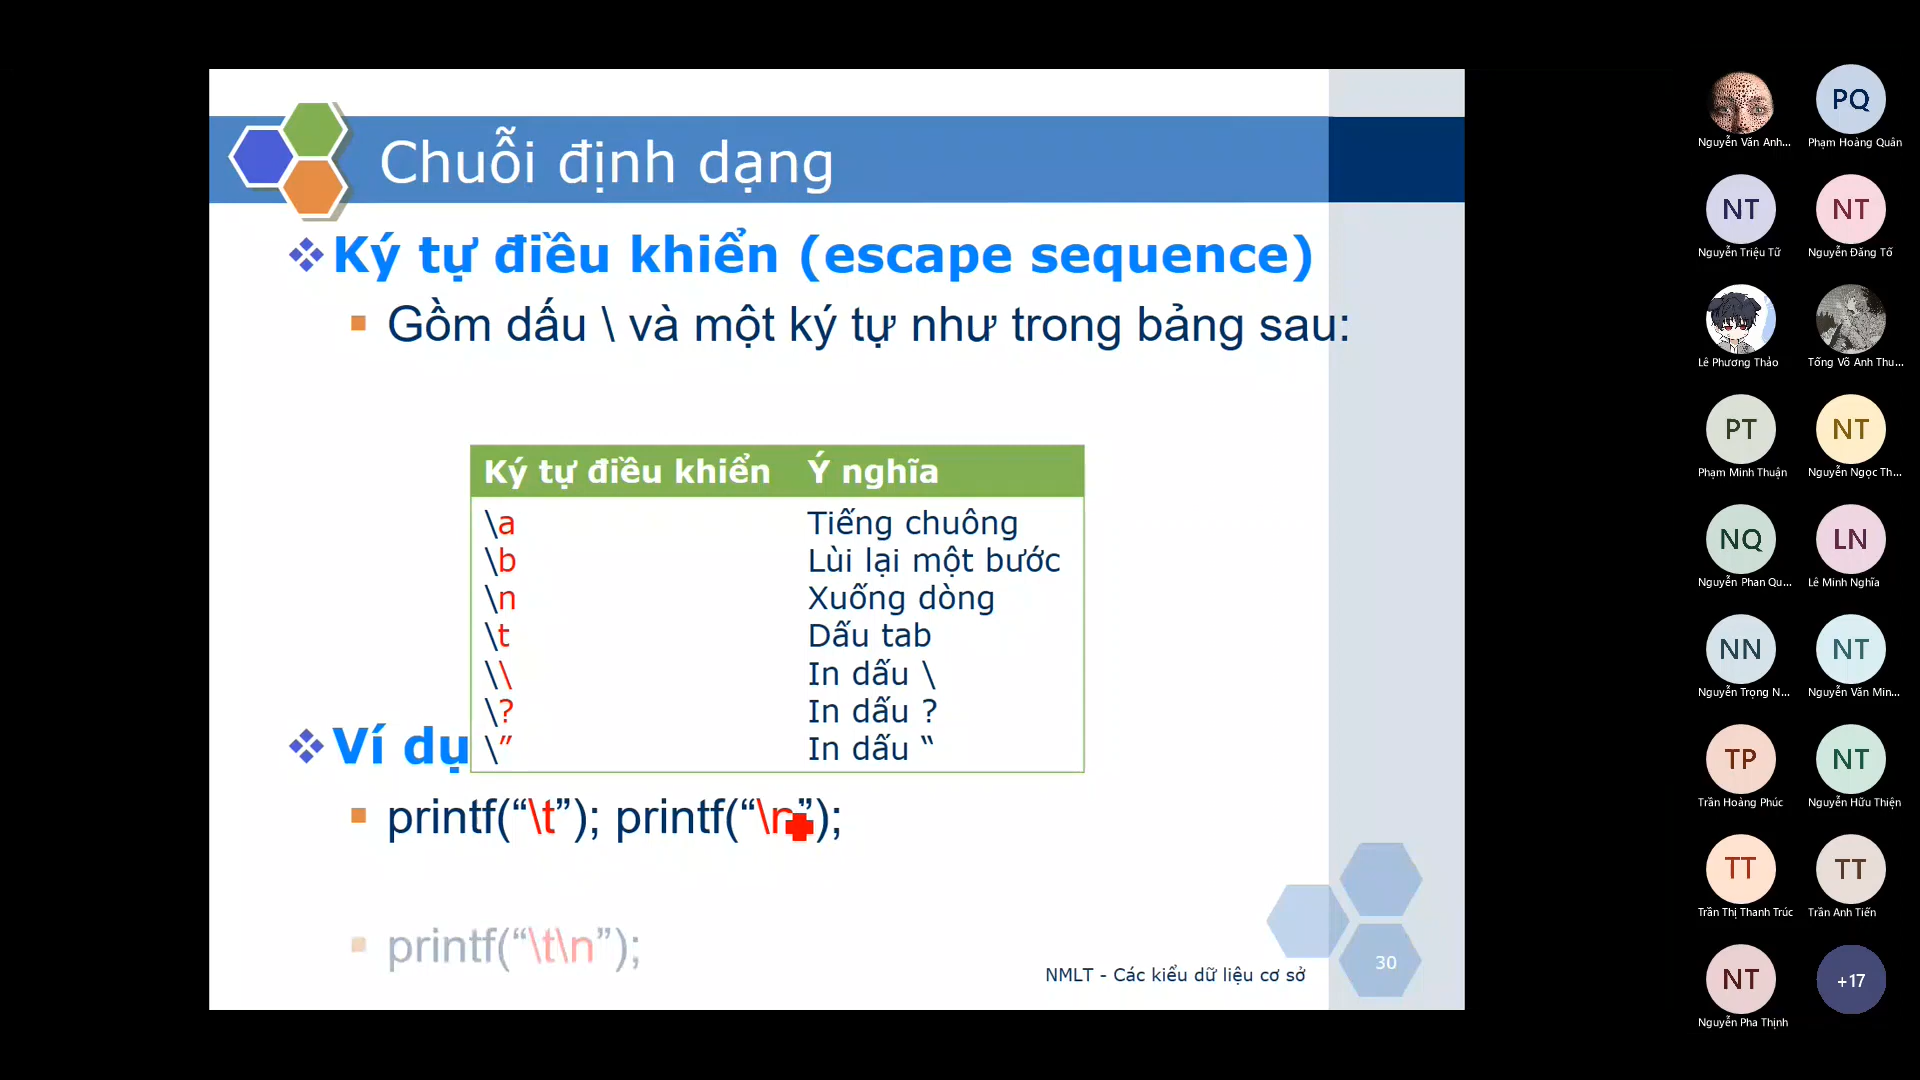 Chuỗi định dạng
Ký tự điều khiển (escape sequence)
Gồm dấu \ và một ký tự như trong bảng sau:
Ký tự điều khiển Ý nghĩa
\a Tiếng chuông
\b Lùi lại một bước
\n Xuống dòng
\t Dấu tab
\\ In dấu \
\? In dấu ?
\” In dấu “
Ví dụ
printf(“\t”); printf(“\n”);
printf(“\t\n”);
NMLT - Các kiểu dữ liệu cơ sở
30
Nguyễn Văn Anh...
PQ
Phạm Hoàng Quân
NT
Nguyễn Triệu Tử
NT
Nguyễn Đăng Tố
Lê Phương Thảo
Tống Võ Anh Thu...
PT
Phạm Minh Thuận
NT
Nguyễn Ngọc Th...
NQ
Nguyễn Phan Qu...
LN
Lê Minh Nghĩa
NN
Nguyễn Trọng N...
NT
Nguyễn Văn Min...
TP
Trần Hoàng Phúc
NT
Nguyễn Hữu Thiện
TT
Trần Thị Thanh Trúc
TT
Trần Anh Tiến
NT
Nguyễn Pha Thịnh
+17